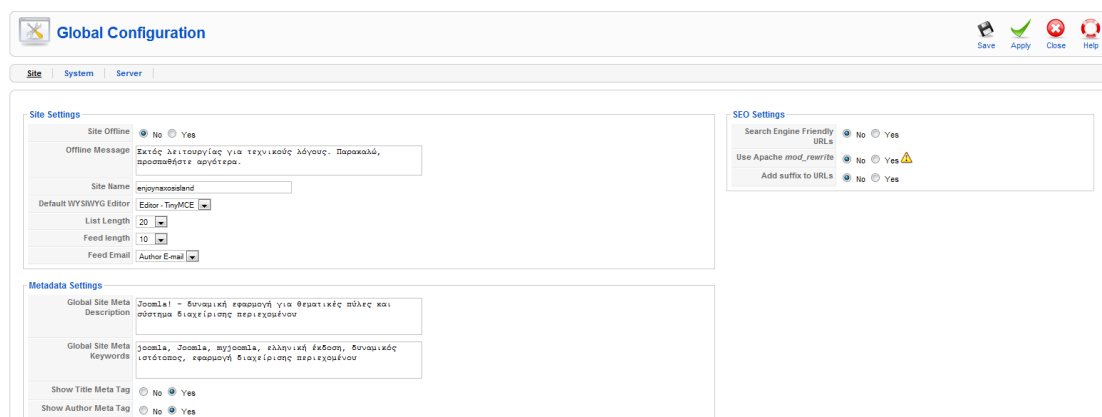 Global Configuration
Save Apply Close Help
Site System Server
Site Settings
Site Offline No Yes
Offline Message Εκτός λειτουργίας για τεχνικούς λόγους. Παρακαλώ,
προσπαθήστε αργότερα.
Site Name enjoynaxosisland
Default WYSIWYG Editor Editor - TinyMCE
List Length 20
Feed length 10
Feed Email Author E-mail
SEO Settings
Search Engine Friendly
URLs No Yes
Use Apache mod_rewrite No Yes
Add suffix to URLs No Yes
Metadata Settings
Global Site Meta
Description
Joomla! - δυναμική εφαρμογή για θεματικές πύλες και
σύστημα διαχείρισης περιεχομένου
Global Site Meta
Keywords
joomla, Joomla, myjoomla, ελληνική έκδοση, δυναμικός
ιστότοπος, εφαρμογή διαχείρισης περιεχομένου
Show Title Meta Tag No Yes
Show Author Meta Tag No Yes